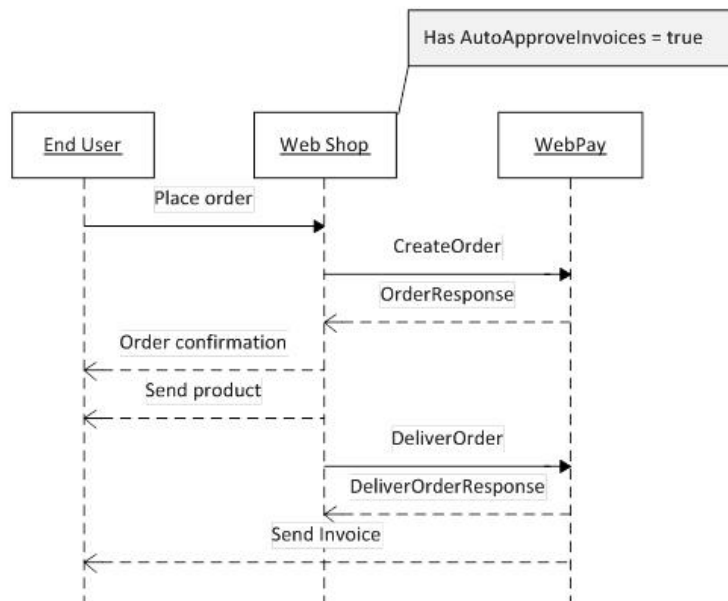 Has AutoApproveInvoices = true
End User
Web Shop
WebPay
Place order
CreateOrder
OrderResponse
Order confirmation
Send product
DeliverOrder
DeliverOrderResponse
Send Invoice